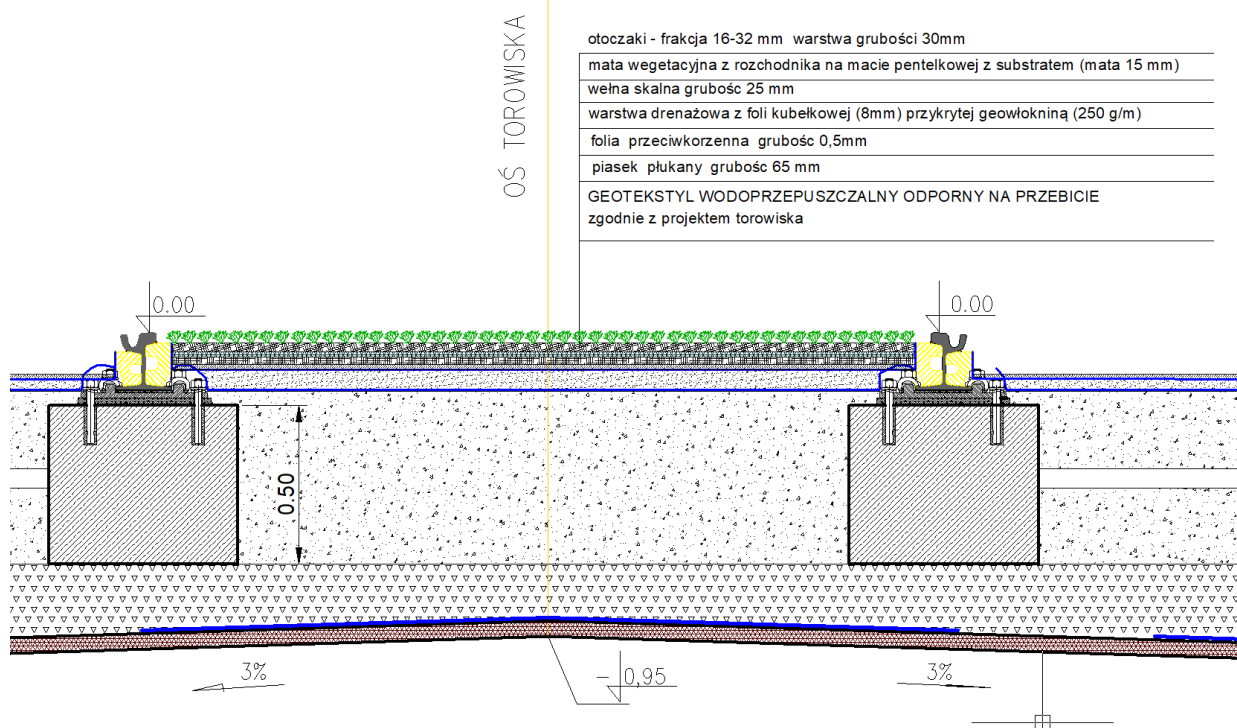 OŚ TOROWISKA
otoczaki - frakcja 16-32 mm warstwa grubości 30mm
mata wegetacyjna z rozchodnika na macie pentelkowej z substratem (mata 15 mm)
wełna skalna grubośc 25 mm
warstwa drenażowa z foli kubełkowej (8mm) przykrytej geowłokniną (250 g/m)
folia przeciwkorzenna grubośc 0,5mm
piasek płukany grubośc 65 mm
GEOTEKSTYL WODOPRZEPUSZCZALNY ODPORNY NA PRZEBICIE
zgodnie z projektem torowiska
0.00
0.00
0.50
3%
- 0,95
3%